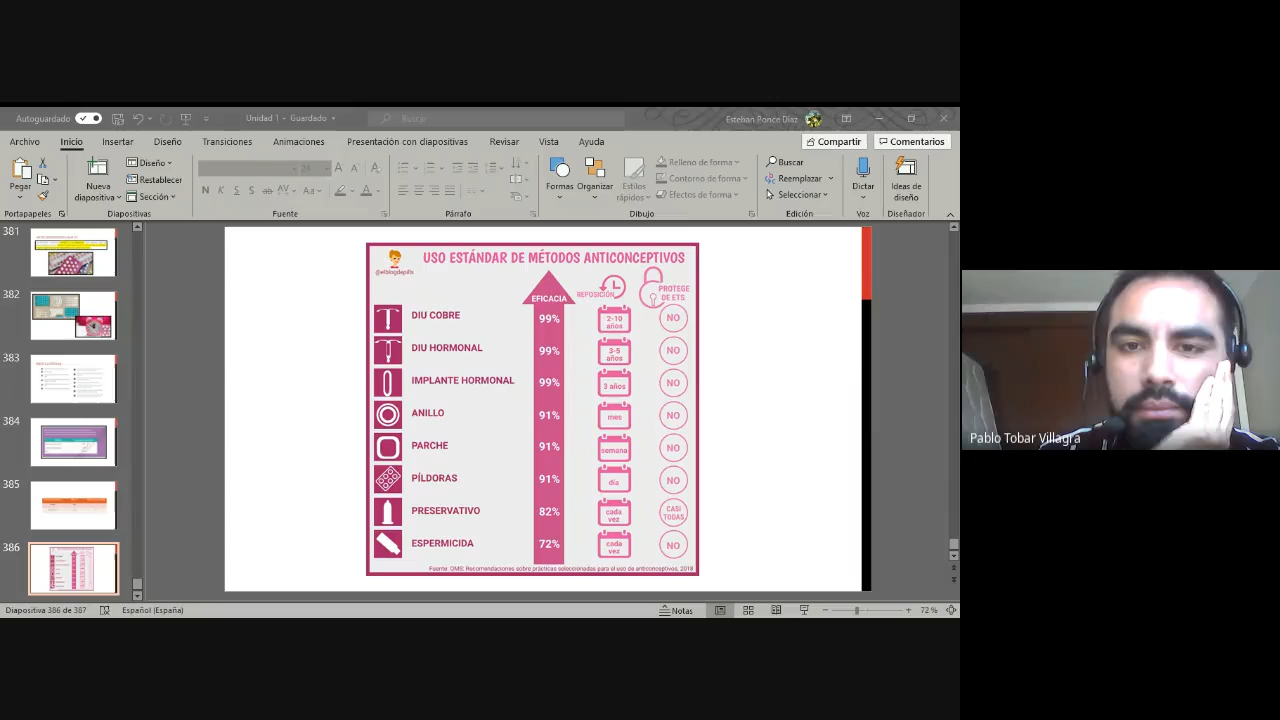 Autoguardado
Unidad 1 - Guardado
Buscar
Esteban Ponce Díaz
Archivo Inicio Insertar Diseño Transiciones Animaciones Presentación con diapositivas Revisar Vista Ayuda Compartir Comentarios
Pegar
Nueva diapositiva
Diseño
Restablecer
Sección
24
N K S S ab AV Aa A
Formas
Organizar
Estilos rápidos
Relleno de forma
Contorno de forma
Efectos de forma
Buscar
Reemplazar
Seleccionar
Dictar
Ideas de diseño
Portapapeles Diapositivas Fuente Párrafo Dibujo Edición Voz Diseñador
381
382
383
384
385
386
@elblogdepills
USO ESTÁNDAR DE MÉTODOS ANTICONCEPTIVOS
EFICACIA
REPOSICIÓN
PROTEGE
DE ETS
DIU COBRE 99% 2-10 años NO
DIU HORMONAL 99% 3-5 años NO
IMPLANTE HORMONAL 99% 3 años NO
ANILLO 91% mes NO
PARCHE 91% semana NO
PÍLDORAS 91% día NO
PRESERVATIVO 82% cada vez CASI TODAS
ESPERMICIDA 72% cada vez NO
Fuente: OMS: Recomendaciones sobre prácticas seleccionadas para el uso de anticonceptivos, 2018
Pablo Tobar Villagra
Diapositiva 386 de 387
Español (España)
Notas
72 %